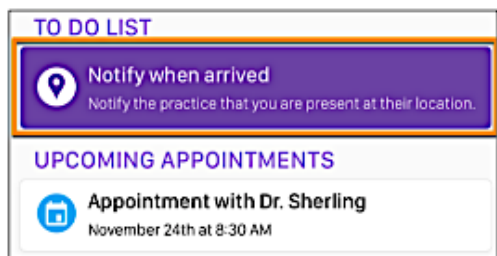 TO DO LIST
Notify when arrived
Notify the practice that you are present at their location.
UPCOMING APPOINTMENTS
Appointment with Dr. Sherling
November 24th at 8:30 AM